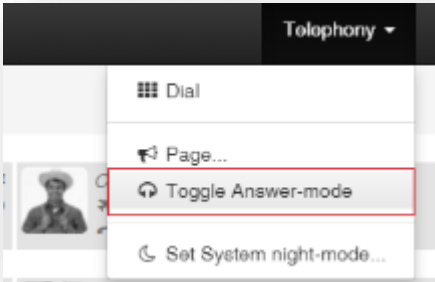 Telephony
Dial
Page...
Toggle Answer-mode
Set System night-mode...